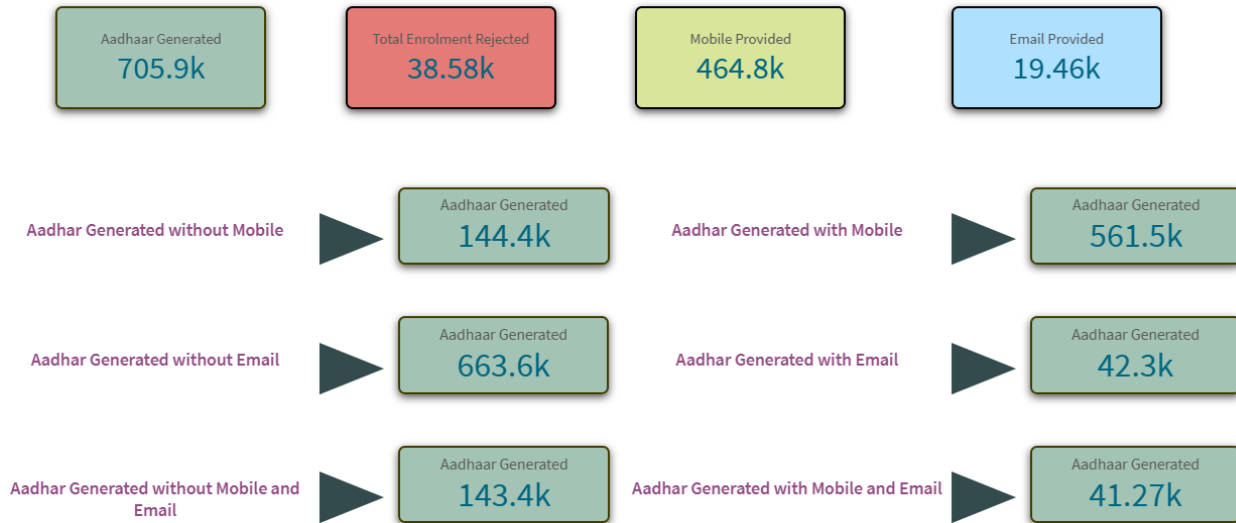 Aadhaar Generated
705.9k
Total Enrolment Rejected
38.58k
Mobile Provided
464.8k
Email Provided
19.46k
Aadhar Generated without Mobile
Aadhaar Generated
144.4k
Aadhar Generated with Mobile
Aadhaar Generated
561.5k
Aadhar Generated without Email
Aadhaar Generated
663.6k
Aadhar Generated with Email
Aadhaar Generated
42.3k
Aadhar Generated without Mobile and
Email
Aadhaar Generated
143.4k
Aadhar Generated with Mobile and Email
Aadhaar Generated
41.27k